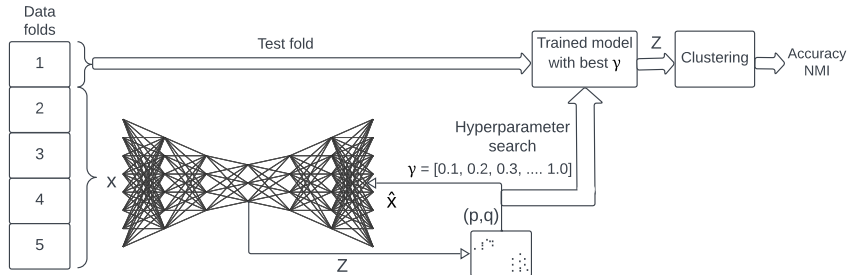 Data
folds
1
2
3
4
5
Test fold
Trained model
with best γ
Z
Clustering
Accuracy
NMI
Hyperparameter
search
γ = [0.1, 0.2, 0.3, .... 1.0]
x
x̂
(p,q)
Z